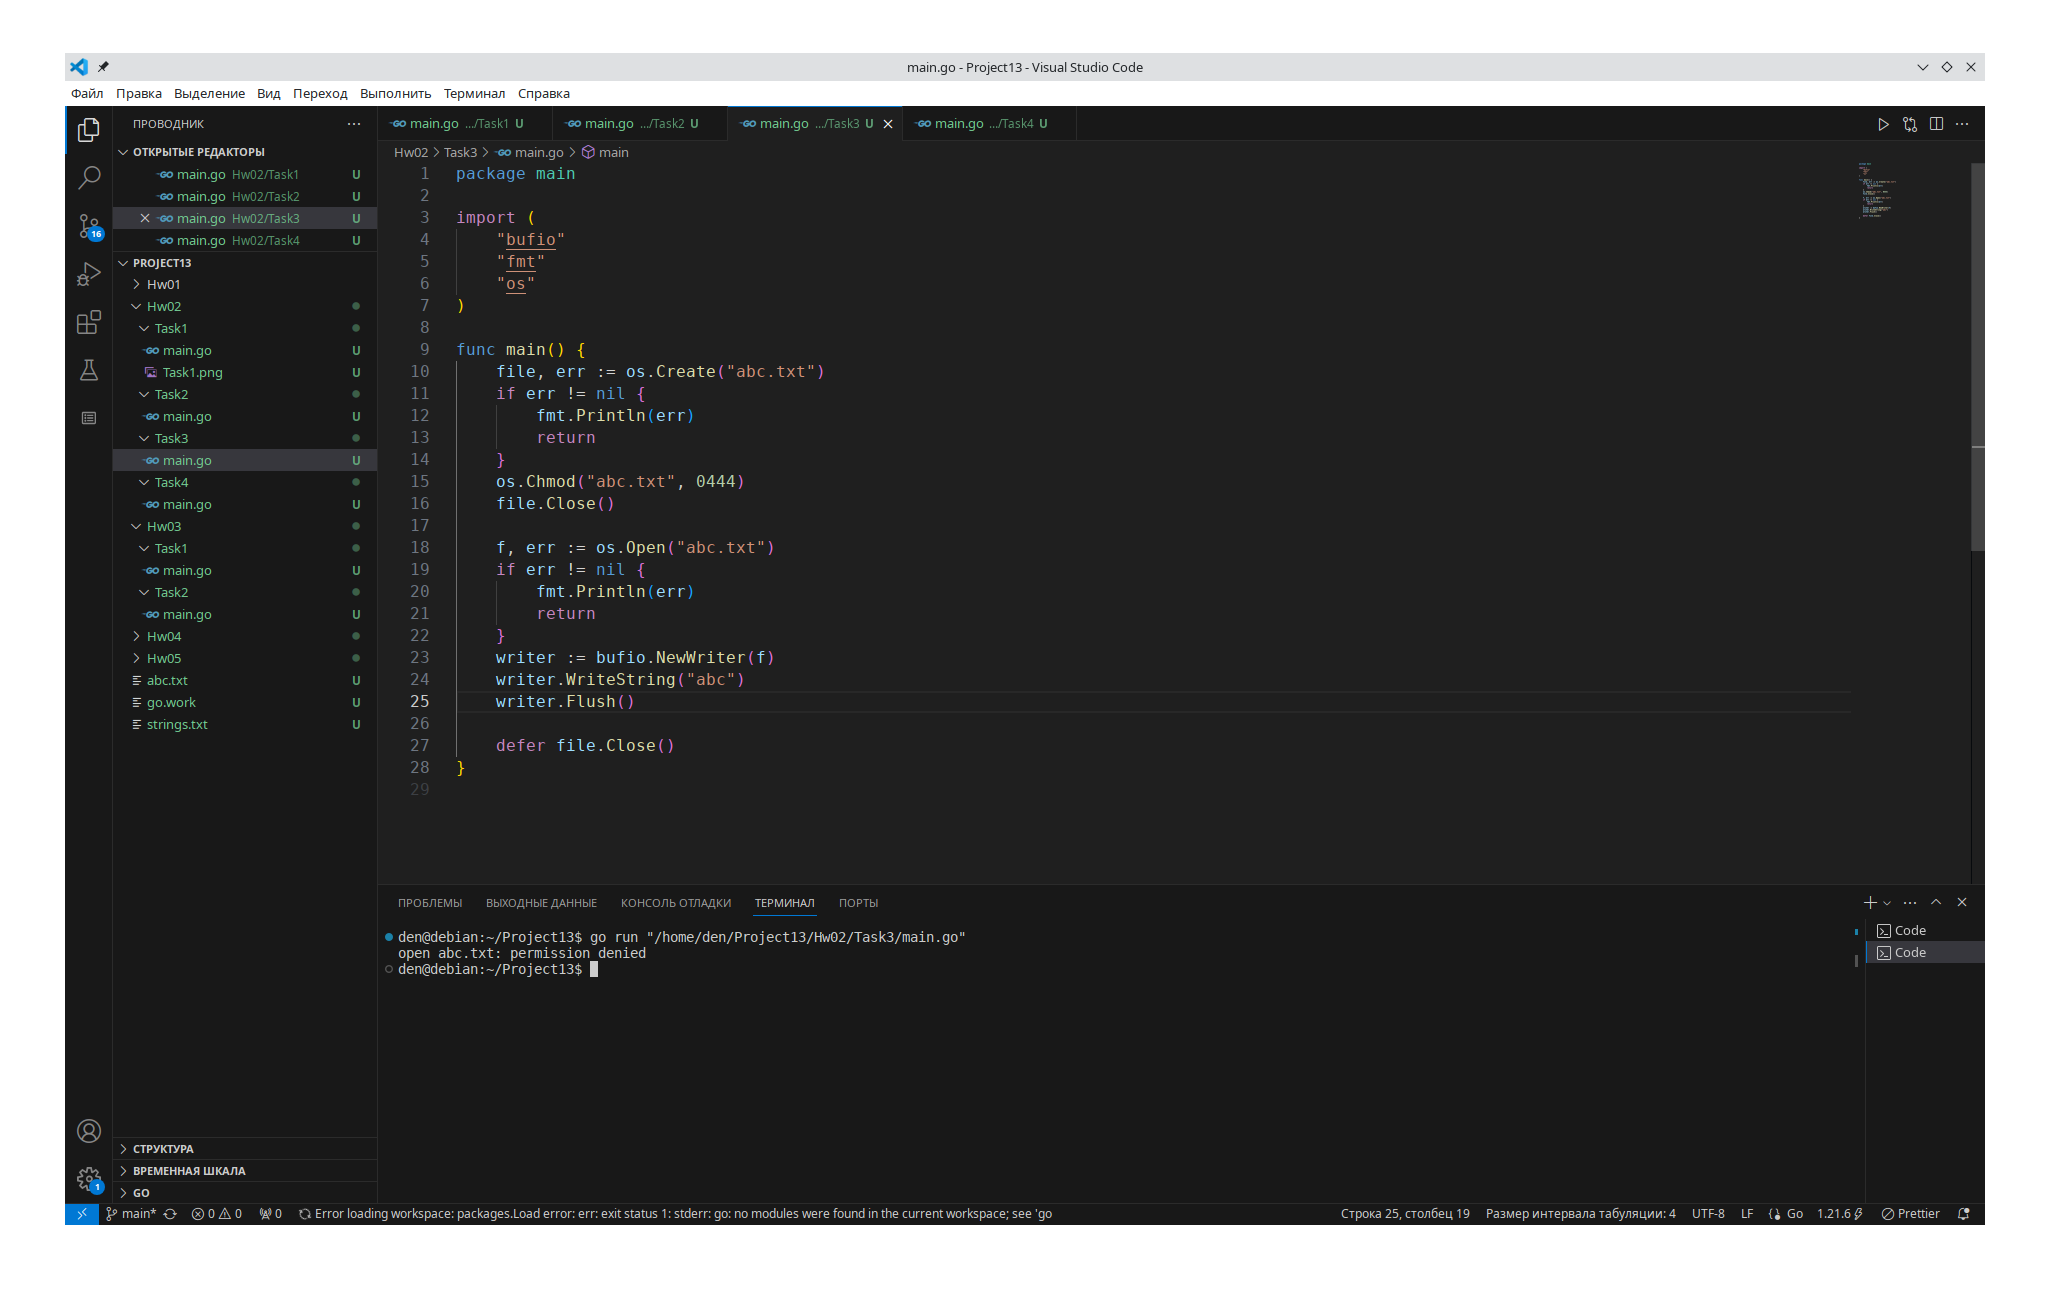 main.go - Project13 - Visual Studio Code
Файл Правка Выделение Вид Переход Выполнить Терминал Справка
ПРОВОДНИК
ОТКРЫТЫЕ РЕДАКТОРЫ
main.go Hw02/Task1 U
main.go Hw02/Task2 U
main.go Hw02/Task3 U
main.go Hw02/Task4 U
16
PROJECT13
Hw01
Hw02
Task1
main.go U
Task1.png U
Task2
main.go U
Task3
main.go U
Task4
main.go U
Hw03
Task1
main.go U
Task2
main.go U
Hw04
Hw05
abc.txt U
go.work U
strings.txt U
СТРУКТУРА
ВРЕМЕННАЯ ШКАЛА
GO
1
GO main.go .../Task1 U GO main.go .../Task2 U GO main.go .../Task3 U GO main.go .../Task4 U
Hw02 > Task3 > GO main.go > main
1 package main
2
3 import (
4 "bufio"
5 "fmt"
6 "os"
7 )
8
9 func main() {
10 file, err := os.Create("abc.txt")
11 if err != nil {
12 fmt.Println(err)
13 return
14 }
15 os.Chmod("abc.txt", 0444)
16 file.Close()
17
18 f, err := os.Open("abc.txt")
19 if err != nil {
20 fmt.Println(err)
21 return
22 }
23 writer := bufio.NewWriter(f)
24 writer.WriteString("abc")
25 writer.Flush()
26
27 defer file.Close()
28 }
29
ПРОБЛЕМЫ ВЫХОДНЫЕ ДАННЫЕ КОНСОЛЬ ОТЛАДКИ ТЕРМИНАЛ ПОРТЫ
den@debian:~/Project13$ go run "/home/den/Project13/Hw02/Task3/main.go"
open abc.txt: permission denied
den@debian:~/Project13$
Code
Code
main* 0 0 0 Error loading workspace: packages.Load error: err: exit status 1: stderr: go: no modules were found in the current workspace; see 'go
Строка 25, столбец 19 Размер интервала табуляции: 4 UTF-8 LF Go 1.21.6 Prettier